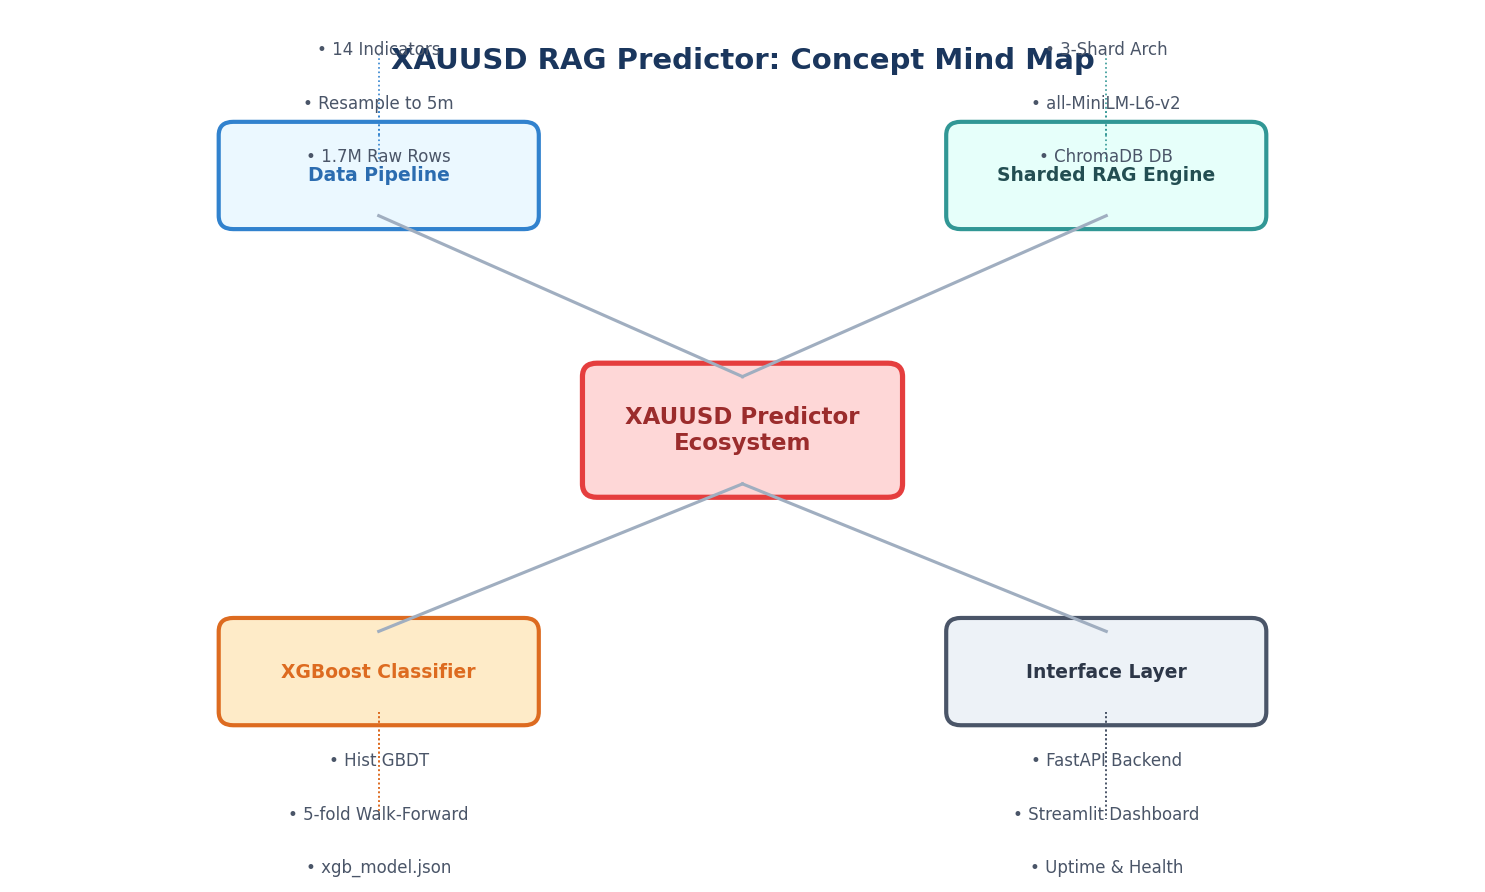 XAUUSD RAG Predictor: Concept Mind Map
• 14 Indicators
• Resample to 5m
• 1.7M Raw Rows
Data Pipeline
• 3-Shard Arch
• all-MiniLM-L6-v2
• ChromaDB DB
Sharded RAG Engine
XAUUSD Predictor
Ecosystem
XGBoost Classifier
• Hist GBDT
• 5-fold Walk-Forward
• xgb_model.json
Interface Layer
• FastAPI Backend
• Streamlit Dashboard
• Uptime & Health